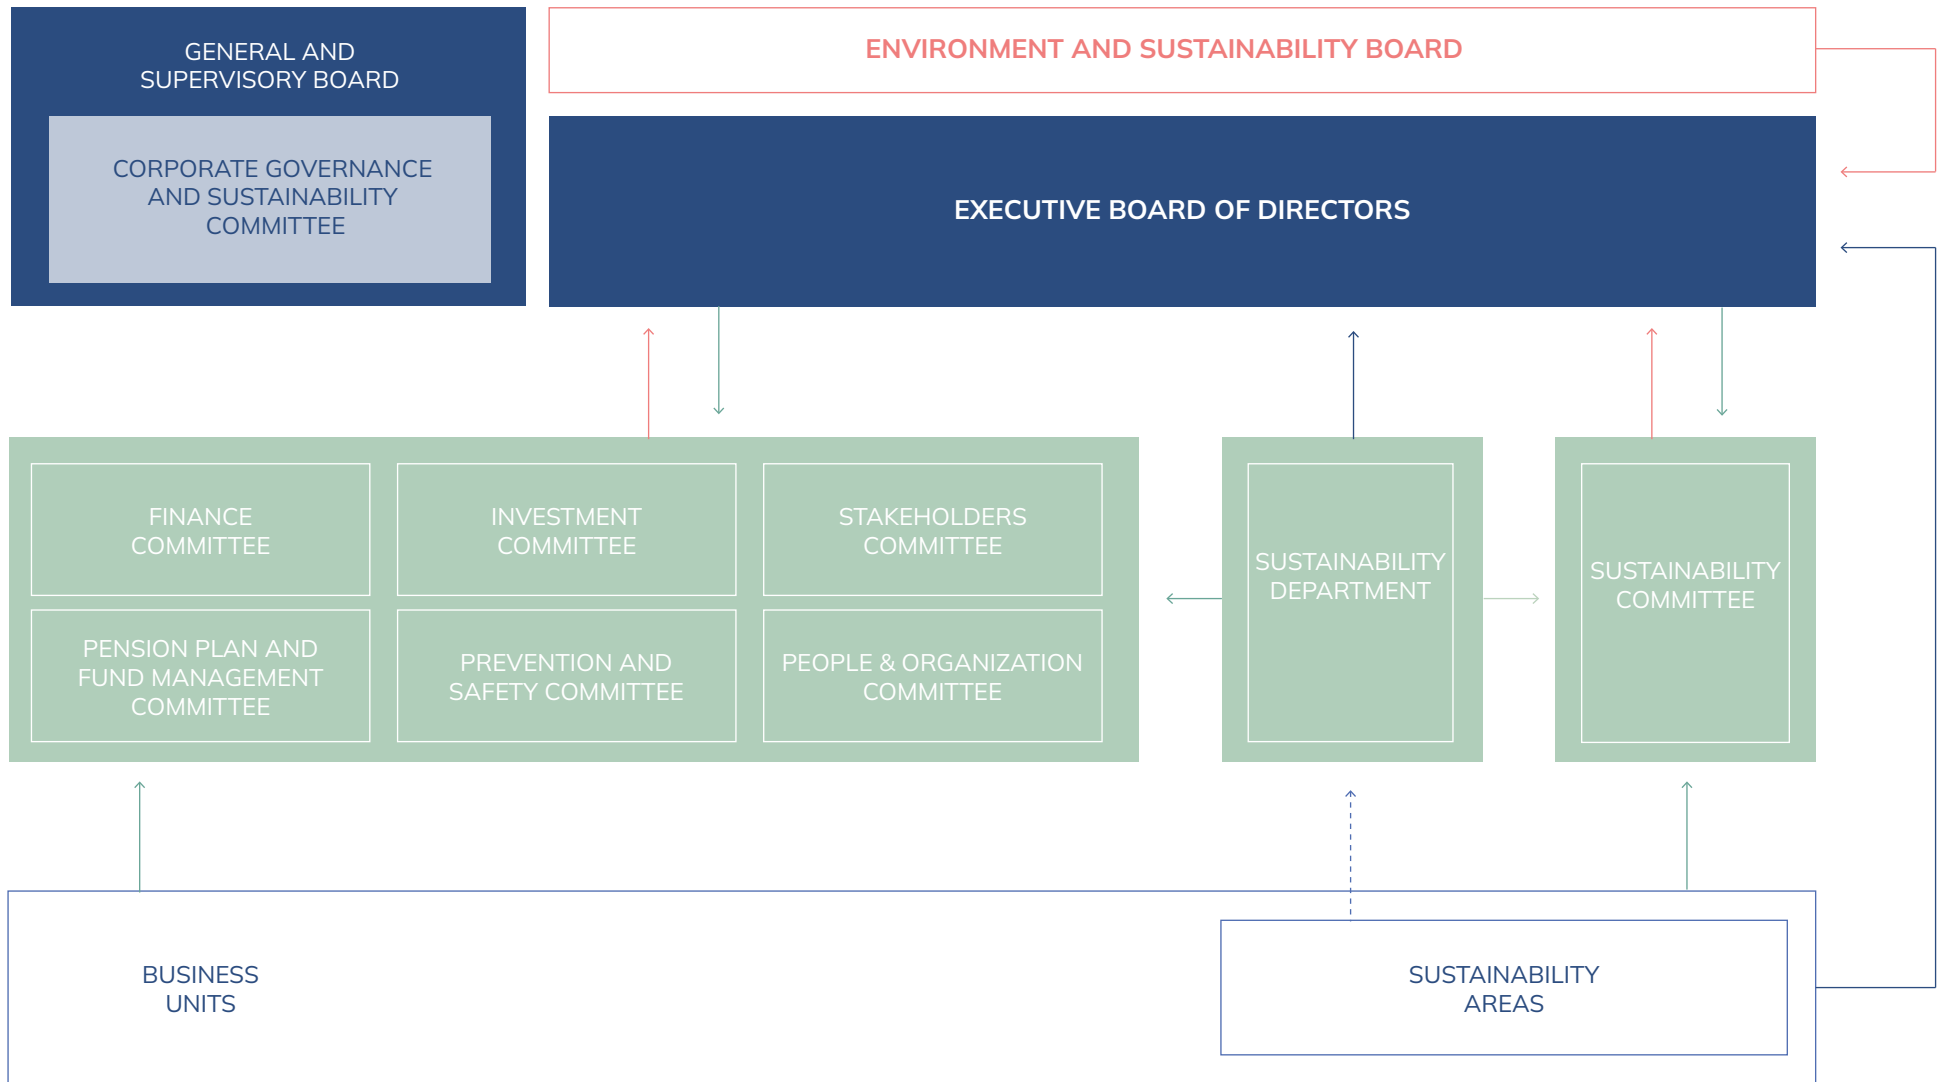 GENERAL AND
SUPERVISORY BOARD
CORPORATE GOVERNANCE
AND SUSTAINABILITY
COMMITTEE
ENVIRONMENT AND SUSTAINABILITY BOARD
EXECUTIVE BOARD OF DIRECTORS
FINANCE
COMMITTEE
INVESTMENT
COMMITTEE
STAKEHOLDERS
COMMITTEE
PENSION PLAN AND
FUND MANAGEMENT
COMMITTEE
PREVENTION AND
SAFETY COMMITTEE
PEOPLE & ORGANIZATION
COMMITTEE
SUSTAINABILITY
DEPARTMENT
SUSTAINABILITY
COMMITTEE
BUSINESS
UNITS
SUSTAINABILITY
AREAS